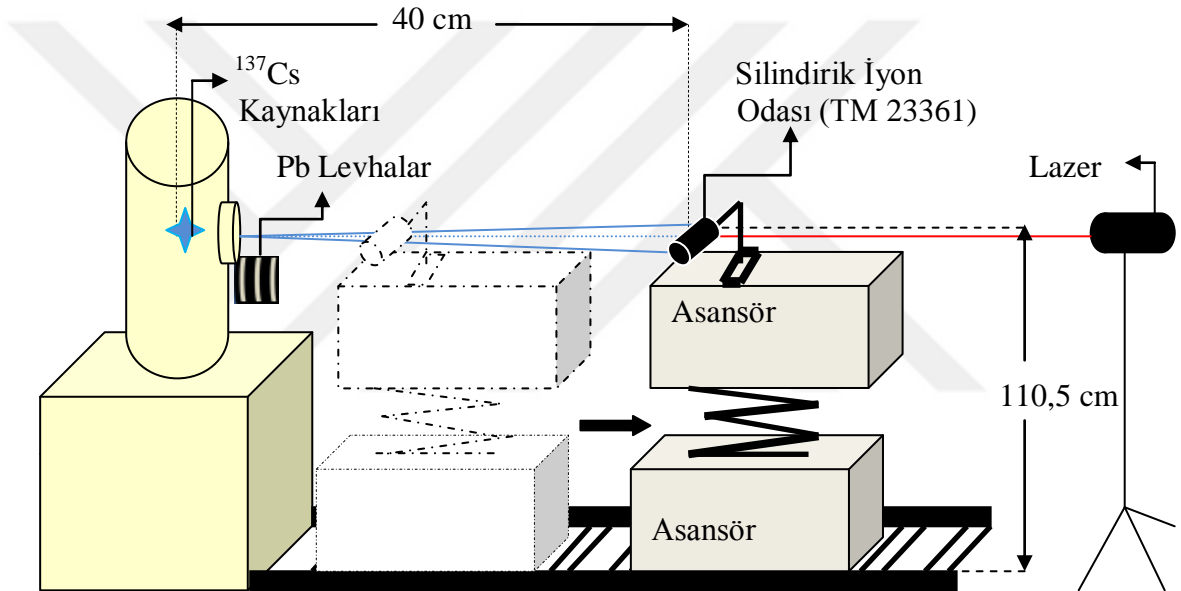 40 cm
¹³⁷Cs
Kaynakları
Silindirik İyon
Odası (TM 23361)
Pb Levhalar
Lazer
Asansör
110,5 cm
Asansör